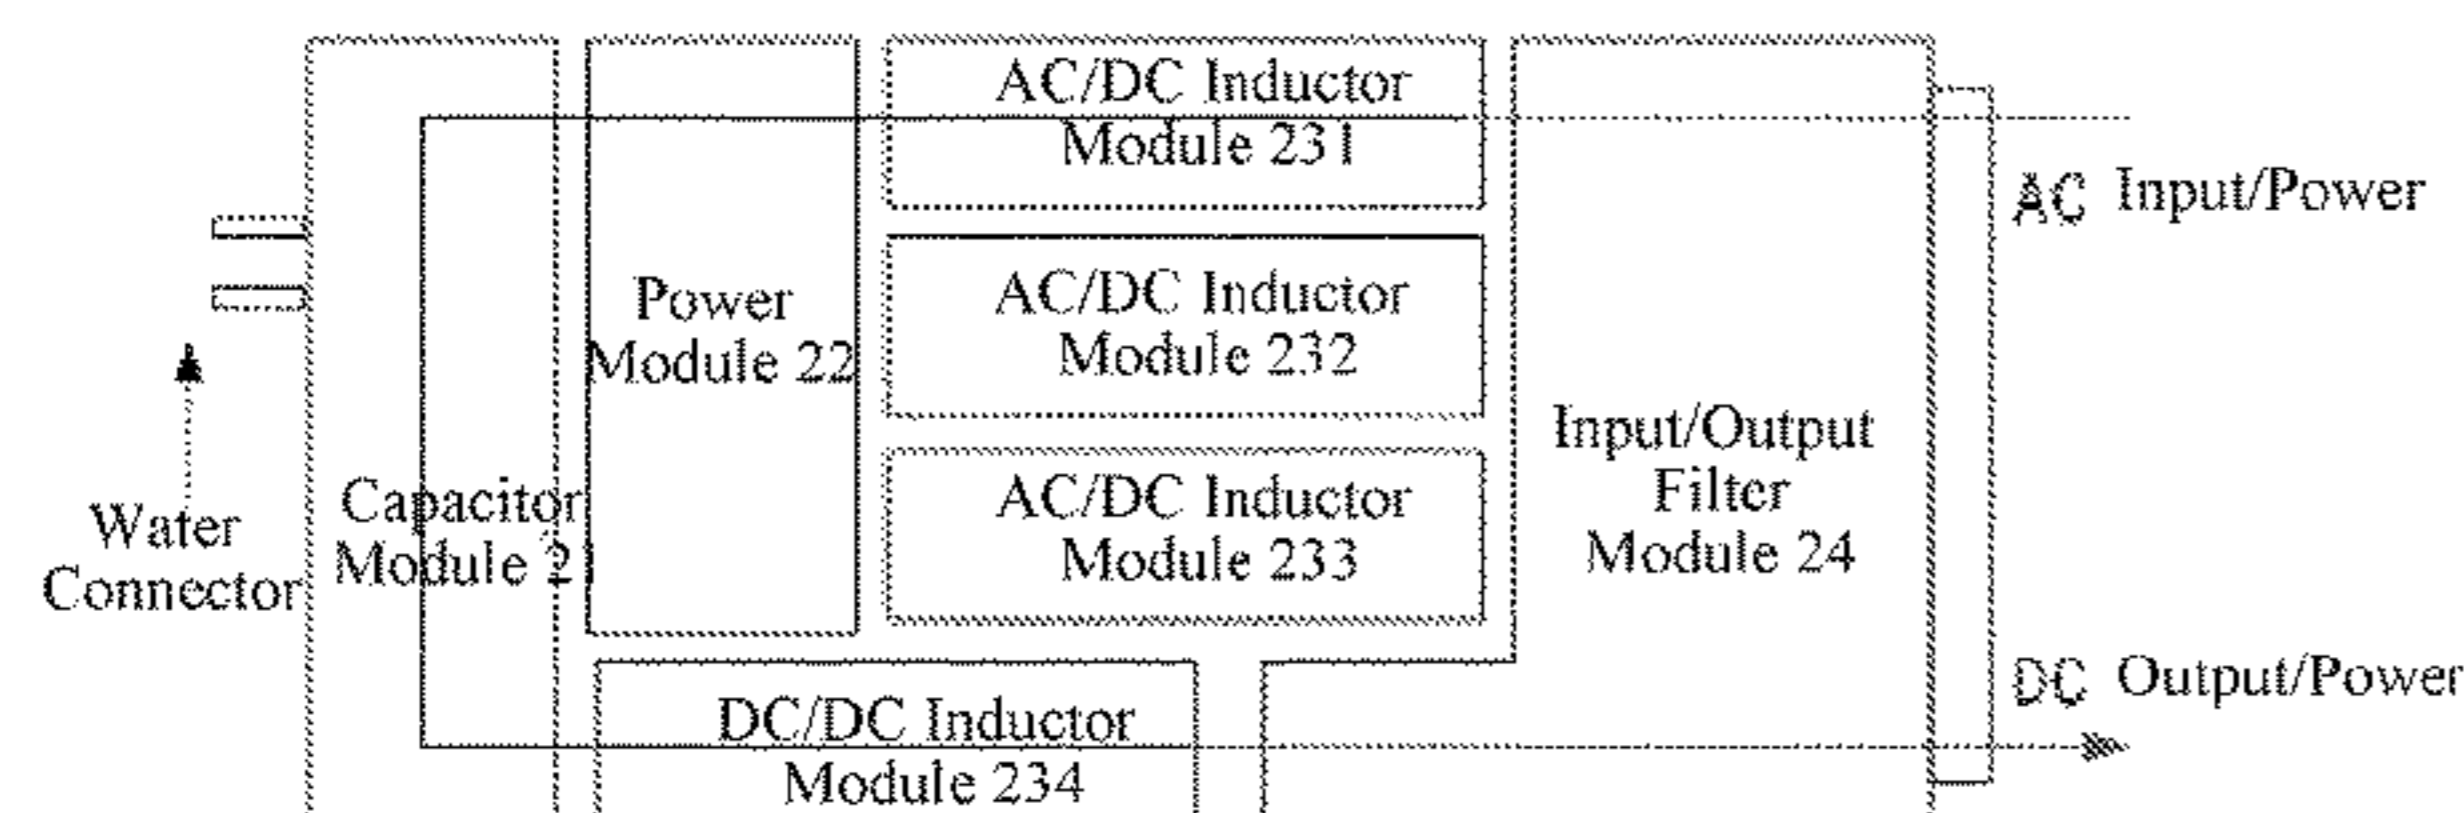 AC/DC Inductor
Module 231
AC Input/Power
Power
Module 22
AC/DC Inductor
Module 232
Input/Output
Filter
Module 24
Capacitor
Module 21
Water
Connector
AC/DC Inductor
Module 233
DC Output/Power
DC/DC Inductor
Module 234